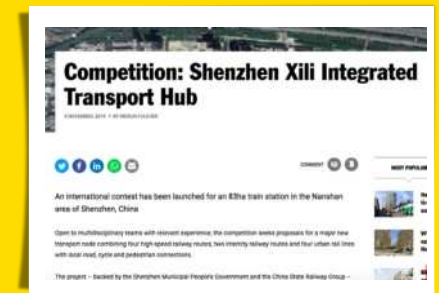 Competition: Shenzhen Xili Integrated
Transport Hub
COMMENT
MOST POPULAR
An international contest has been launched for an 83ha train station in the Nanshan
area of Shenzhen, China
Open to multidisciplinary teams with relevant experience, the competition seeks proposals for a major new
transport node combining four high-speed railway routes, two intercity railway routes and four urban rail lines
with local road, cycle and pedestrian connections.
The project – backed by the Shenzhen Municipal People's Government and the China State Railway Group –